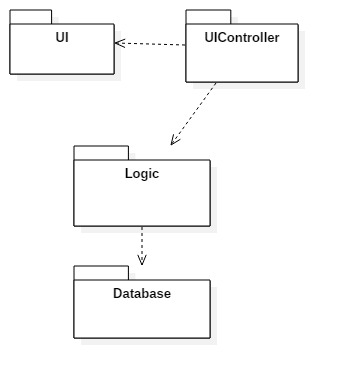 UI
UIController
Logic
Database